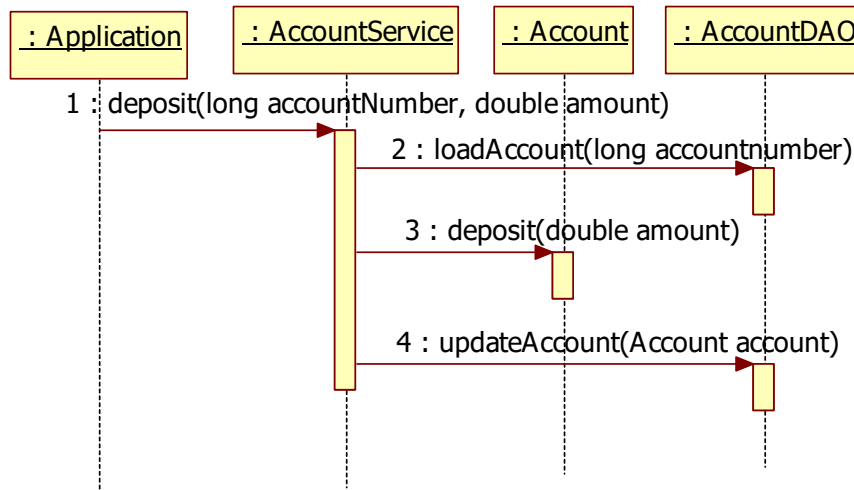 : Application
: AccountService
: Account
: AccountDAO
1 : deposit(long accountNumber, double amount)
2 : loadAccount(long accountnumber)
3 : deposit(double amount)
4 : updateAccount(Account account)